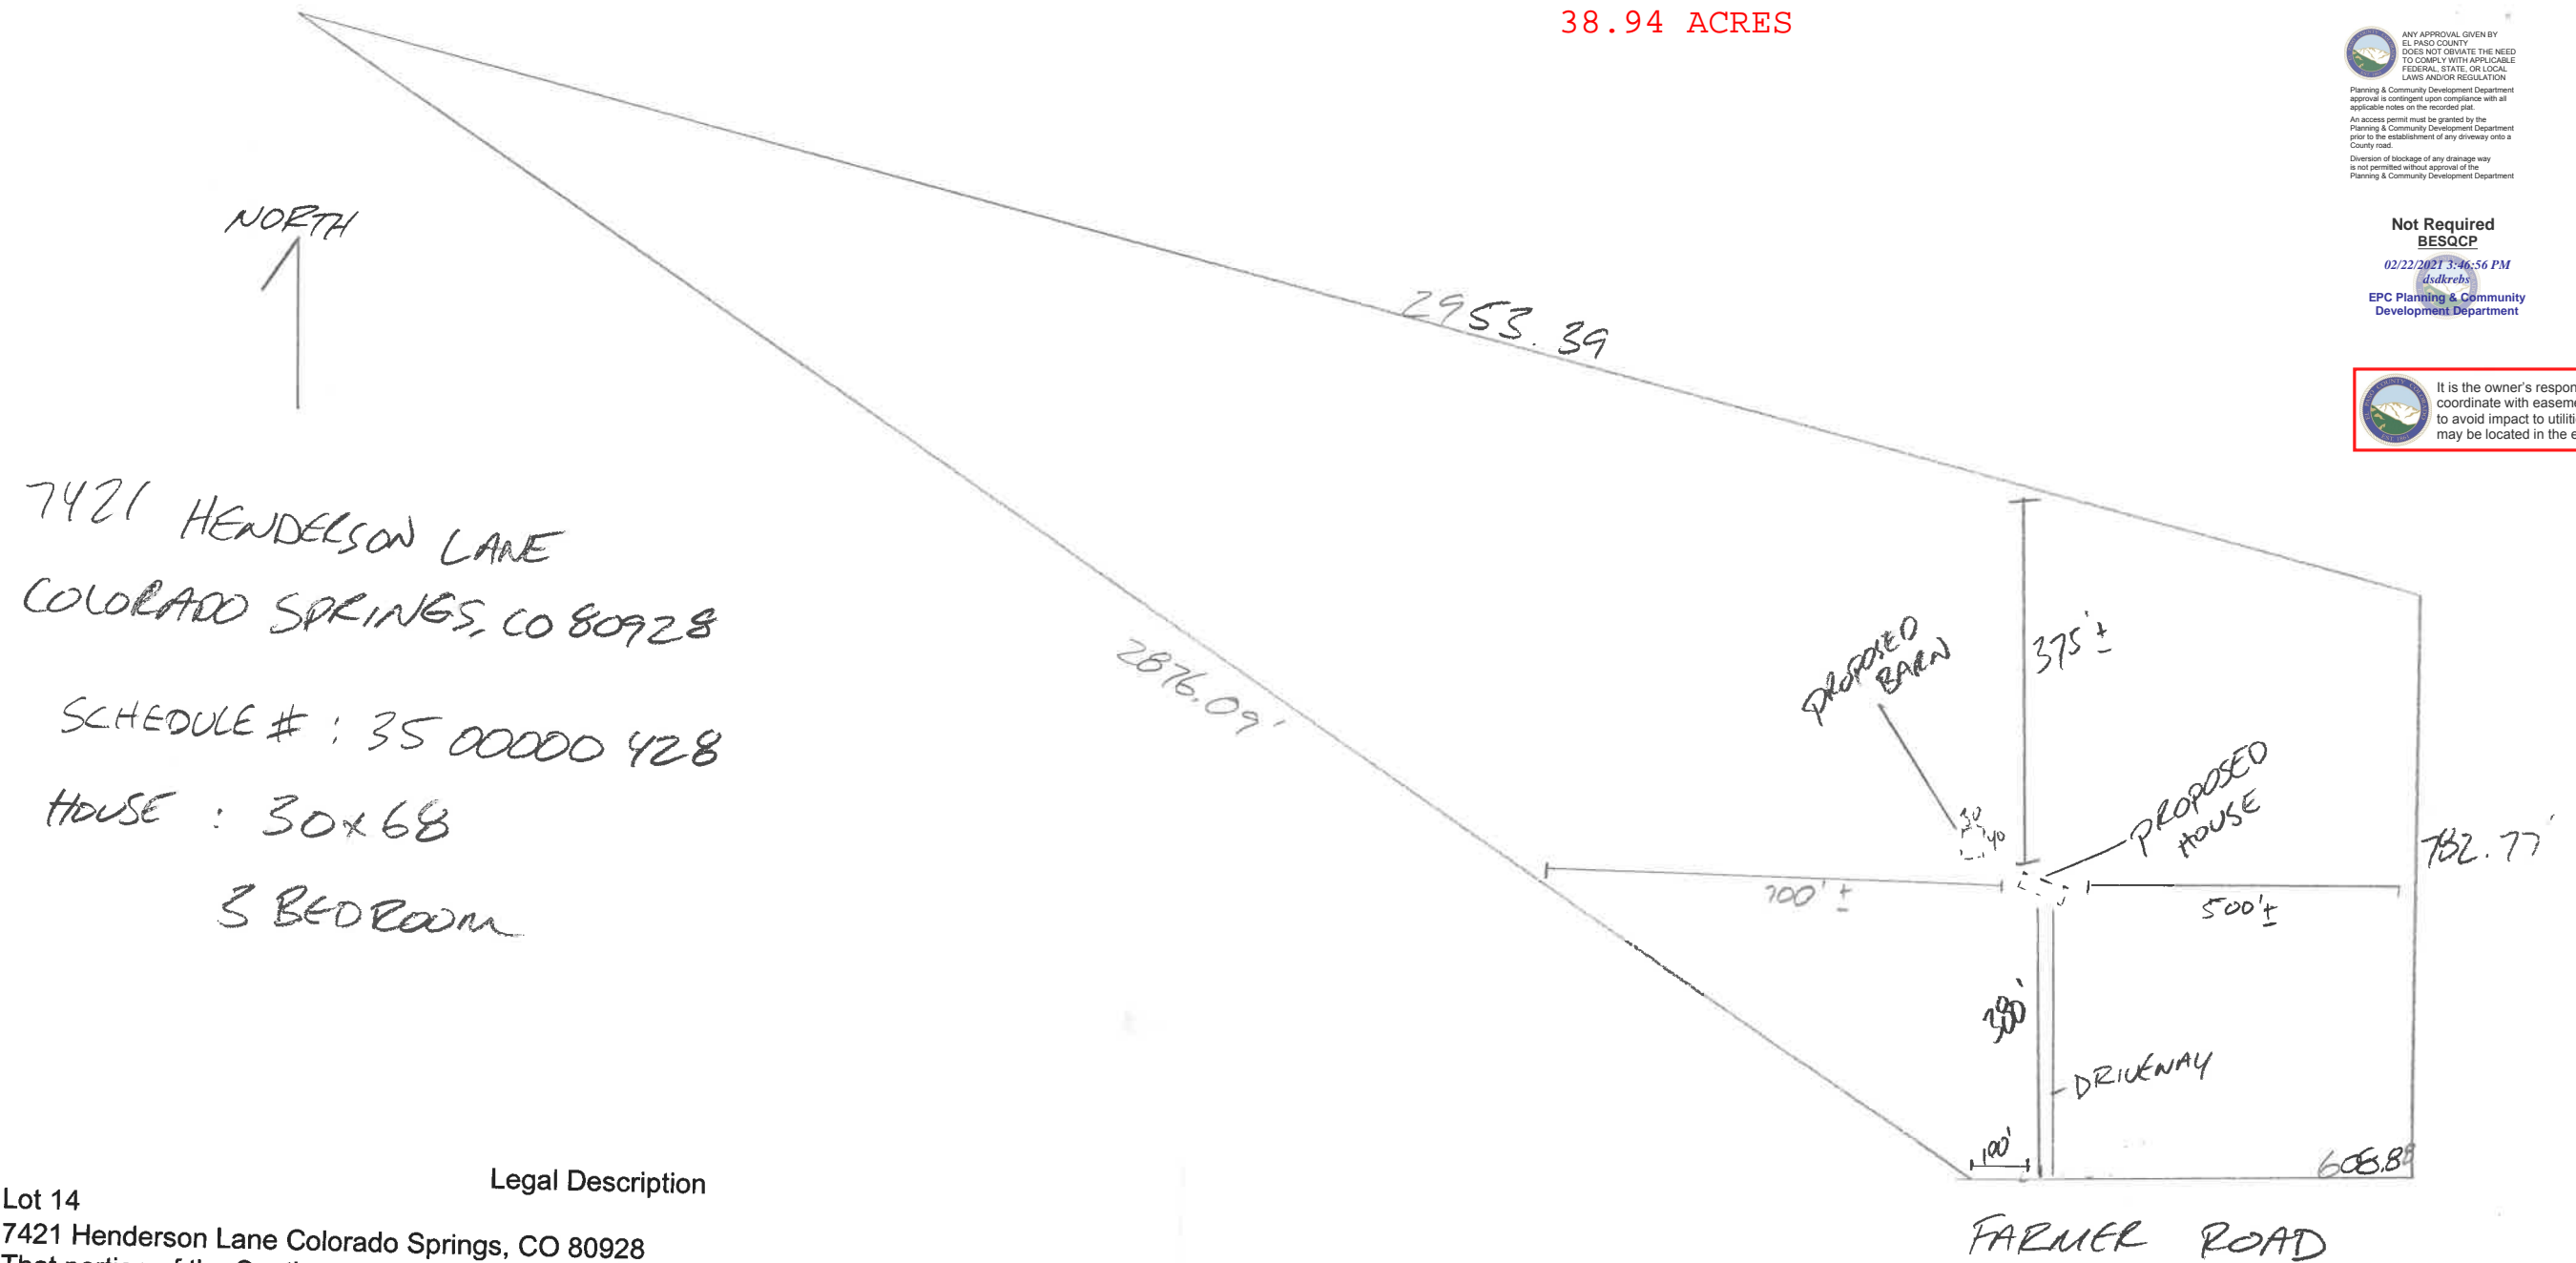 38.94 ACRES
ANY APPROVAL GIVEN BY
EL PASO COUNTY
DOES NOT OBVIATE THE NEED
TO COMPLY WITH APPLICABLE
FEDERAL, STATE, OR LOCAL
LAWS AND/OR REGULATION
Planning & Community Development Department
approval is contingent upon compliance with all
applicable notes on the recorded plat.
An access permit must be granted by the
Planning & Community Development Department
prior to the establishment of any driveway onto a
County road.
Diversion of blockage of any drainage way
is not permitted without approval of the
Planning & Community Development Department
Not Required
BESQCP
02/22/2021 3:46:56 PM
dsdkrebs
EPC Planning & Community
Development Department
It is the owner's respon
coordinate with easeme
to avoid impact to utiliti
may be located in the e
NORTH
2953.39
7421 HENDERSON LANE
COLORADO SPRINGS, CO 80928
SCHEDULE # : 35 00000 428
HOUSE : 30x68
3 BEDROOM
2876.09'
PROPOSED
BARN
375' ±
30
40
PROPOSED
HOUSE
782.77'
700' ±
500' ±
380'
DRIVEWAY
100'
608.88
FARMER ROAD
Legal Description
Lot 14
7421 Henderson Lane Colorado Springs, CO 80928